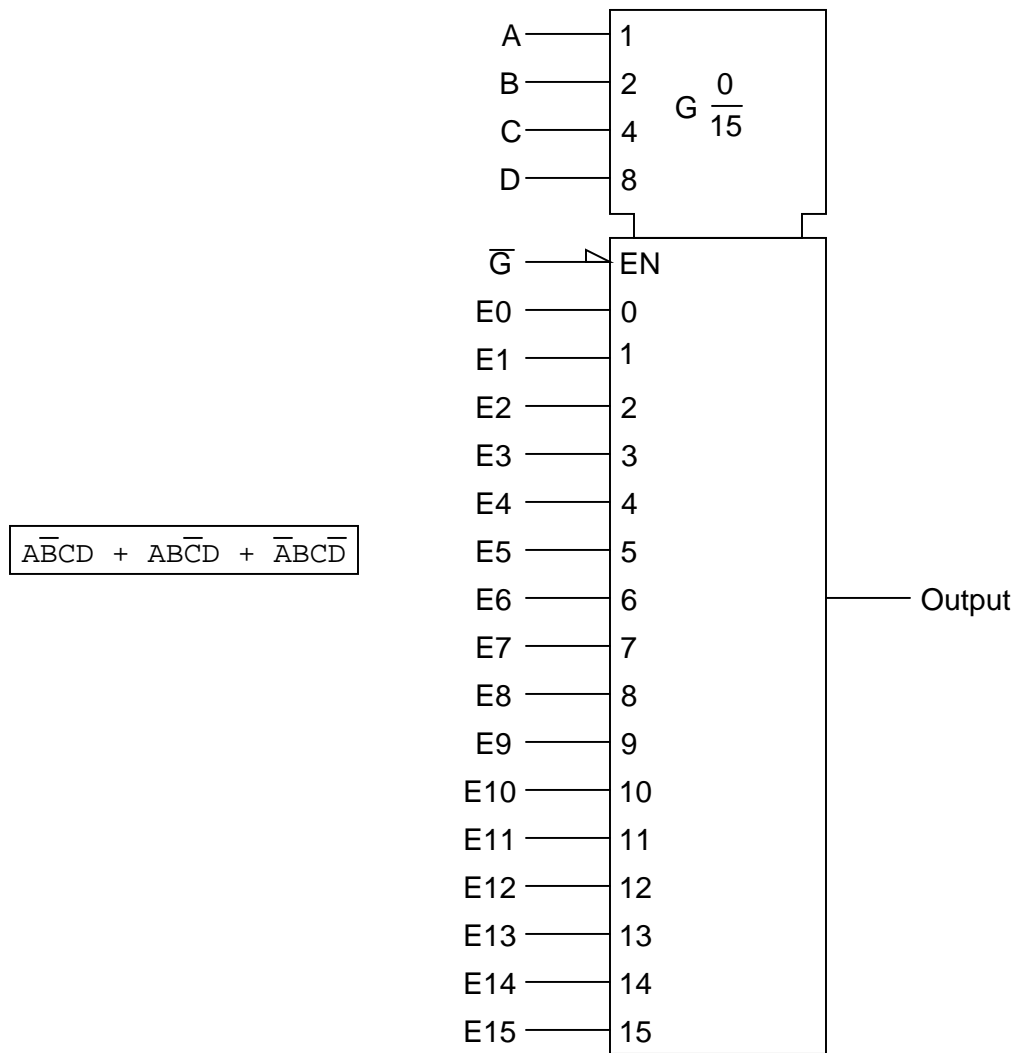 A 1
B 2
C 4
D 8
G 0/15
G̅ EN
E0 0
E1 1
E2 2
E3 3
E4 4
E5 5
E6 6
E7 7
E8 8
E9 9
E10 10
E11 11
E12 12
E13 13
E14 14
E15 15
AB̅CD + ABC̅D + A̅BCD̅
Output